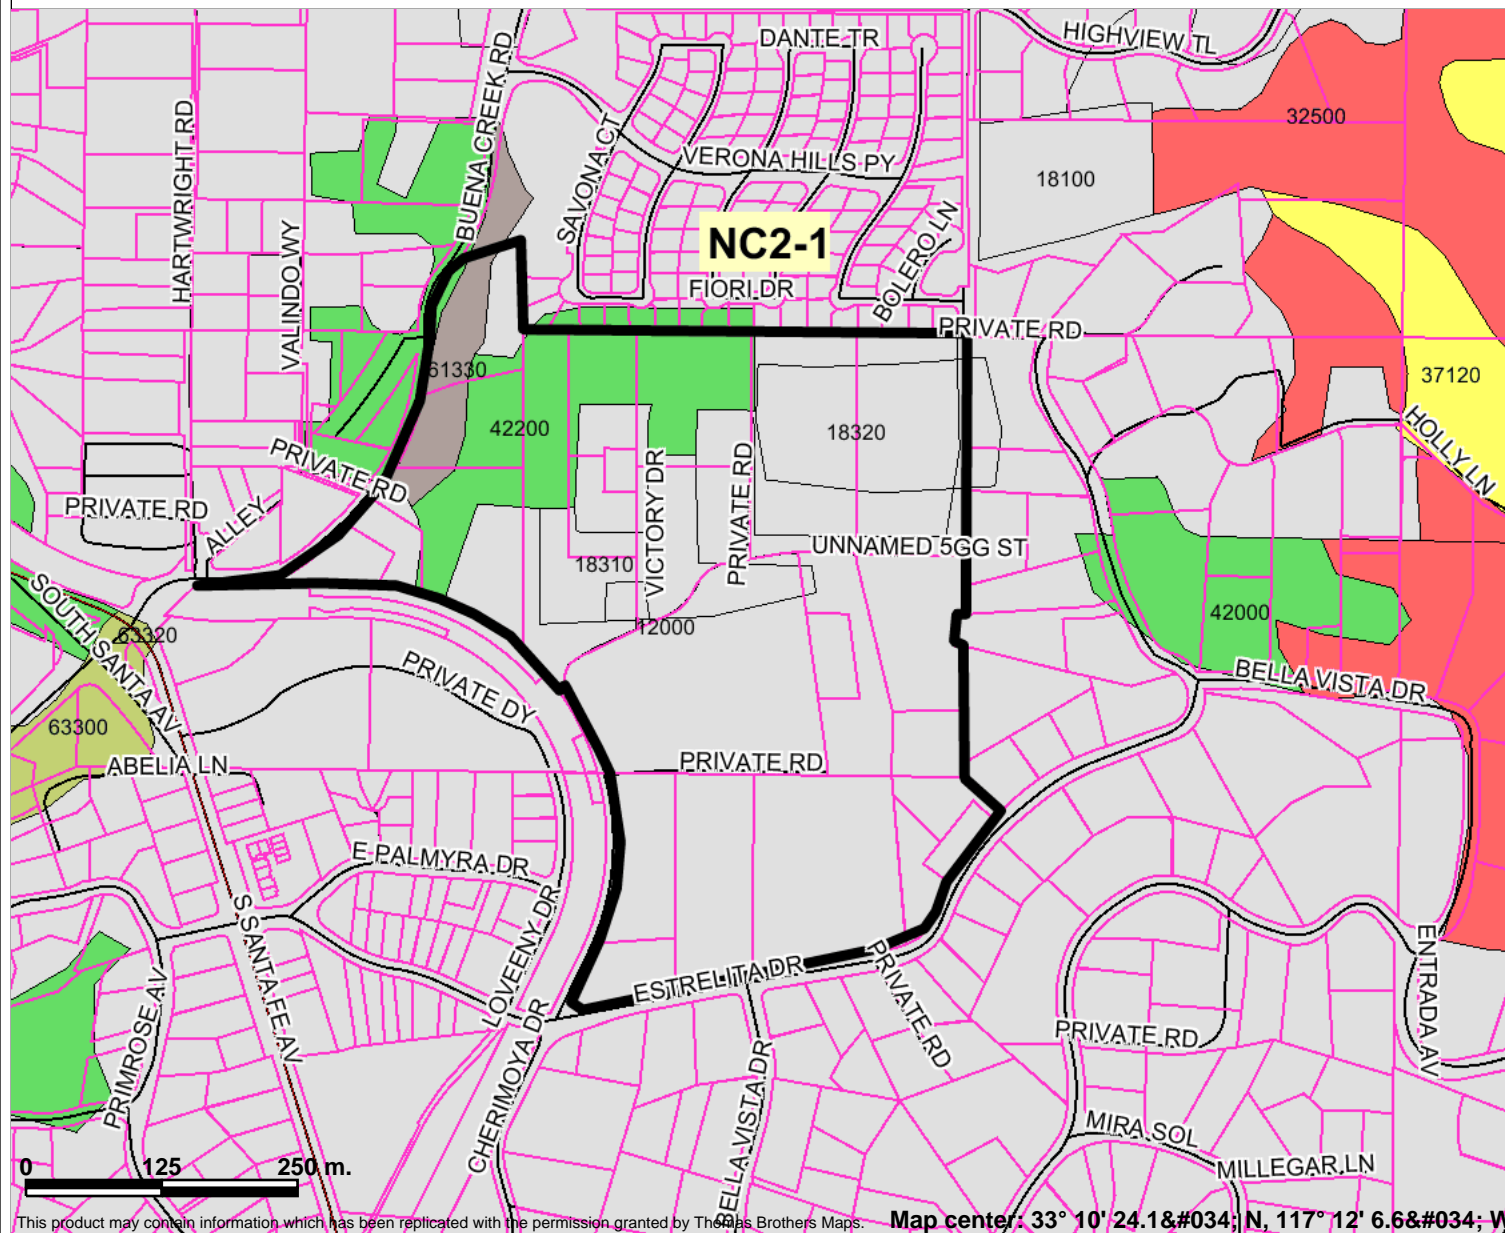 DANTE TR
HIGHVIEW TL
BUENA CREEK RD
HARTWRIGHT RD
32500
SAVONA CT
VERONA HILLS PY
18100
NC2-1
BOLERO LN
VALINDO WY
FIORI DR
PRIVATE RD
61330
37120
42200
18320
HOLLY LN
PRIVATE RD
VICTORY DR
PRIVATE RD
PRIVATE RD
ALLEY
UNNAMED 5GG ST
18310
SOUTH SANTA AV
63320
12000
42000
PRIVATE DY
BELLA VISTA DR
63300
ABELIA LN
PRIVATE RD
E PALMYRA DR
S SANTA FE AV
LOVEENY DR
ESTRELITA DR
PRIVATE RD
ENTRADA AV
PRIMROSE AV
CHERIMOYA DR
PRIVATE RD
BELLA VISTA DR
MIRA SOL
MILLEGAR LN
0 125 250 m.
This product may contain information which has been replicated with the permission granted by Thomas Brothers Maps.
Map center: 33° 10' 24.1&#034; N, 117° 12' 6.6&#034; W